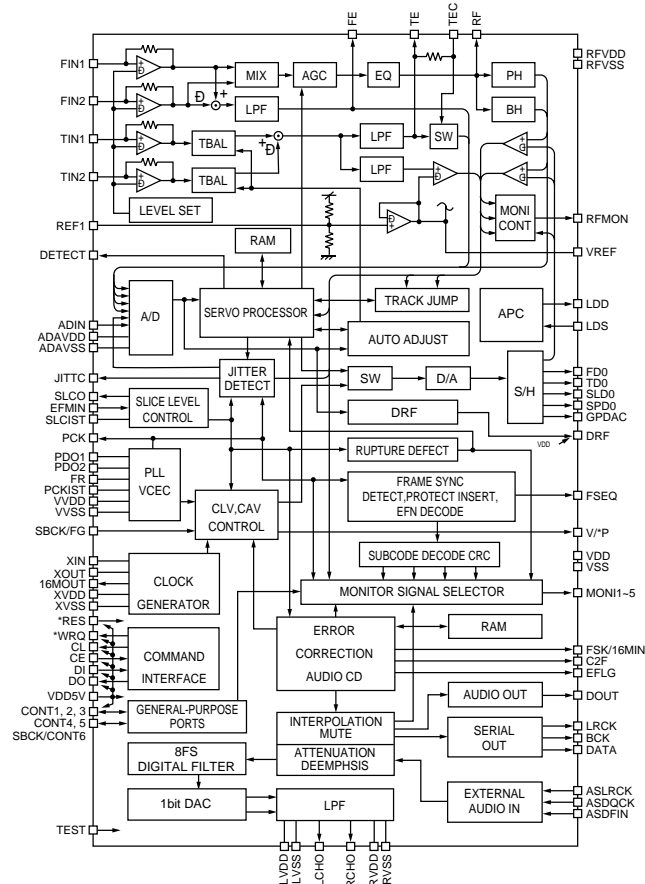 FE
TE
TEC
RF
FIN1
FIN2
TIN1
TIN2
REF1
DETECT
ADIN
ADAVDD
ADAVSS
JITTC
SLCO
EFMIN
SLCIST
PCK
PDO1
PDO2
FR
PCKIST
VVDD
VVSS
SBCK/FG
XIN
XOUT
16MOUT
XVDD
XVSS
*RES
*WRQ
CL
CE
DI
DO
VDD5V
CONT1, 2, 3
CONT4, 5
SBCK/CONT6
TEST
MIX
AGC
EQ
PH
BH
Đ
+
LPF
TBAL
+
Đ
LPF
SW
TBAL
LPF
LEVEL SET
MONI
CONT
RAM
A/D
SERVO PROCESSOR
TRACK JUMP
APC
AUTO ADJUST
JITTER
DETECT
SW
D/A
S/H
SLICE LEVEL
CONTROL
DRF
VDD
RUPTURE DEFECT
PLL
VCEC
FRAME SYNC
DETECT,PROTECT INSERT,
EFN DECODE
CLV,CAV
CONTROL
SUBCODE DECODE CRC
CLOCK
GENERATOR
MONITOR SIGNAL SELECTOR
ERROR
CORRECTION
AUDIO CD
RAM
COMMAND
INTERFACE
GENERAL-PURPOSE
PORTS
INTERPOLATION
MUTE
ATTENUATION
DEEMPHSIS
AUDIO OUT
SERIAL
OUT
8FS
DIGITAL FILTER
1bit DAC
LPF
EXTERNAL
AUDIO IN
RFVDD
RFVSS
RFMON
VREF
LDD
LDS
FD0
TD0
SLD0
SPD0
GPDAC
DRF
FSEQ
V/*P
VDD
VSS
MONI1~5
FSK/16MIN
C2F
EFLG
DOUT
LRCK
BCK
DATA
ASLRCK
ASDQCK
ASDFIN
LVDD
LVSS
LCHO
RCHO
RVDD
RVSS